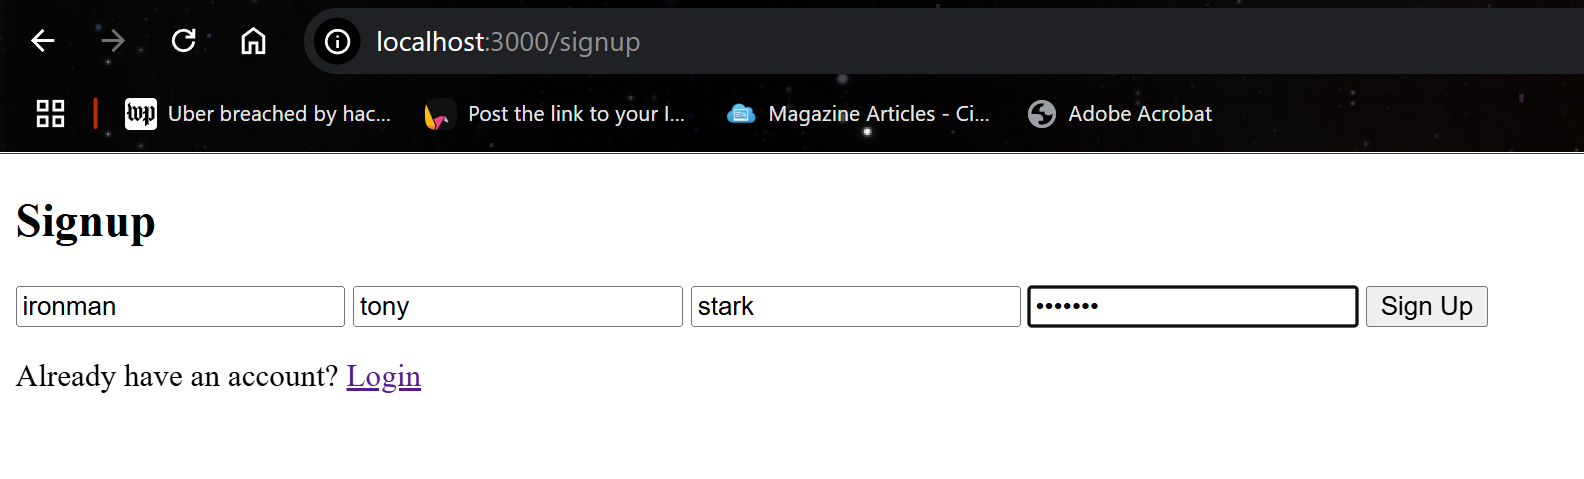 localhost:3000/signup
wp Uber breached by hac... Post the link to your I... Magazine Articles - Ci... Adobe Acrobat
Signup
ironman tony stark ••••••• Sign Up
Already have an account? Login